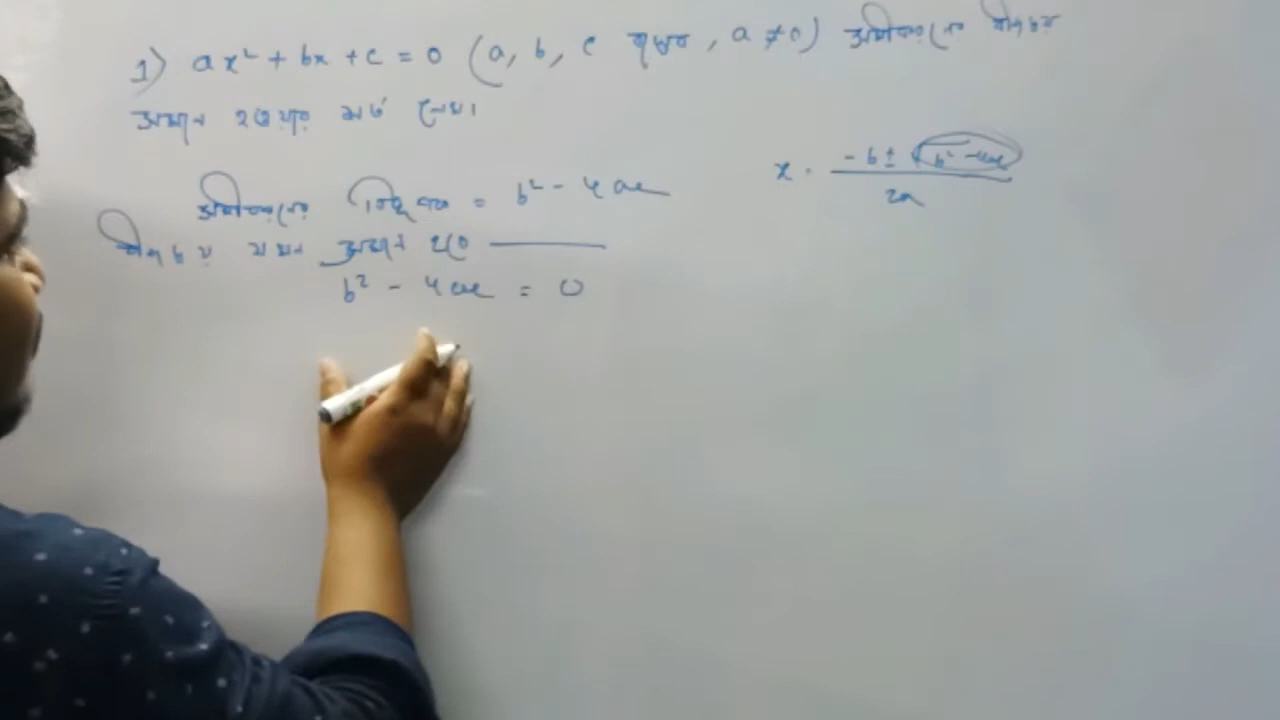 1) ax² + bx + c = 0 (a, b, c ধ্রুবক, a ≠ 0) সমীকরণের বীজদ্বয়
সমান হওয়ার শর্ত লেখ।
x = (-b ± √(b² - 4ac)) / 2a
সমীকরণের নিরূপক = b² - 4ac
বীজদ্বয় যখন সমান হবে ———
b² - 4ac = 0